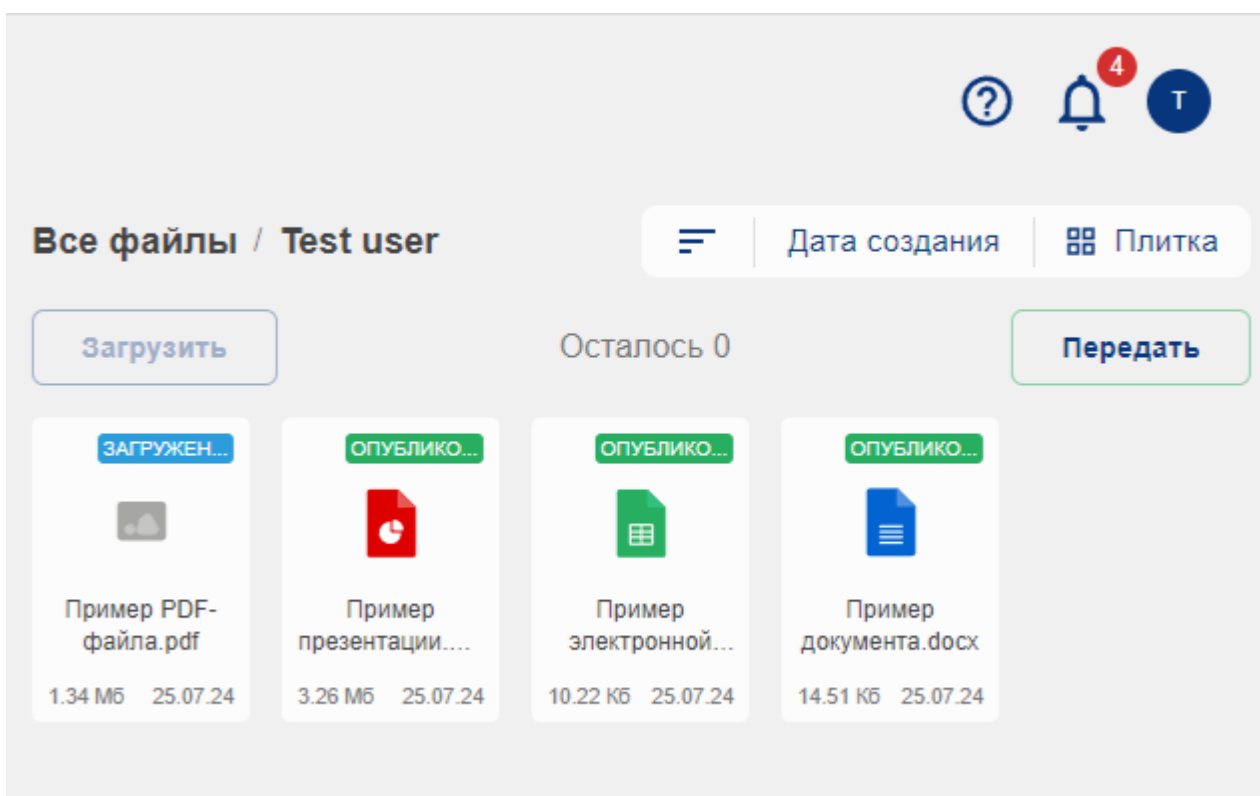 4
T
Все файлы / Test user
Дата создания
Плитка
Загрузить
Осталось 0
Передать
ЗАГРУЖЕН...
ОПУБЛИКО...
ОПУБЛИКО...
ОПУБЛИКО...
Пример PDF-
файла.pdf
Пример
презентации....
Пример
электронной...
Пример
документа.docx
1.34 Мб 25.07.24
3.26 Мб 25.07.24
10.22 Кб 25.07.24
14.51 Кб 25.07.24